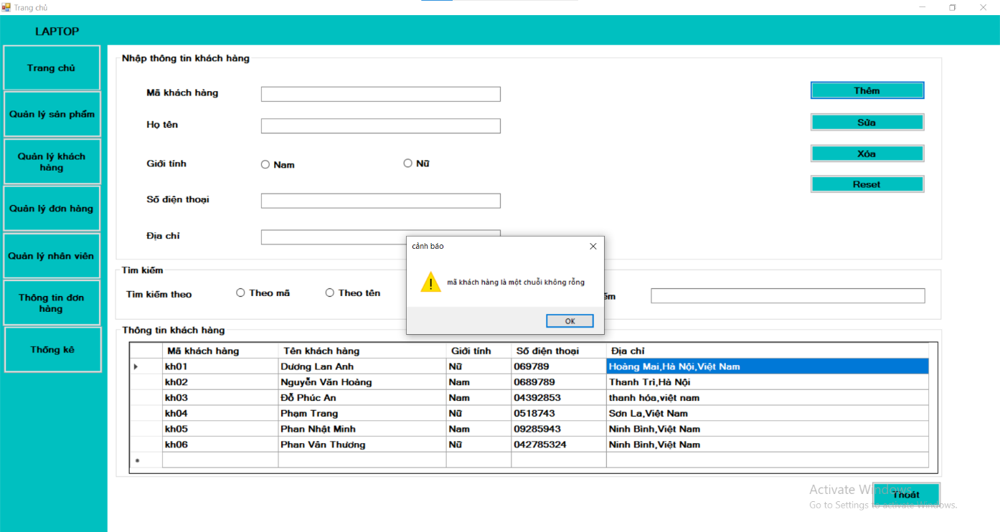 Trang chủ
LAPTOP
Trang chủ
Quản lý sản phẩm
Quản lý khách
hàng
Quản lý đơn hàng
Quản lý nhân viên
Thông tin đơn
hàng
Thống kê
Nhập thông tin khách hàng
Mã khách hàng
Họ tên
Giới tính
Nam
Nữ
Số điện thoại
Địa chỉ
Thêm
Sửa
Xóa
Reset
cảnh báo
mã khách hàng là một chuỗi không rỗng
OK
Tìm kiếm
Tìm kiếm theo
Theo mã
Theo tên
Thông tin khách hàng
Mã khách hàng Tên khách hàng Giới tính Số điện thoại Địa chỉ
kh01 Dương Lan Anh Nữ 069789 Hoàng Mai,Hà Nội,Việt Nam
kh02 Nguyễn Văn Hoàng Nam 0689789 Thanh Trì,Hà Nội
kh03 Đỗ Phúc An Nam 04392853 thanh hóa,việt nam
kh04 Phạm Trang Nữ 0518743 Sơn La,Việt Nam
kh05 Phan Nhật Minh Nam 09285943 Ninh Bình,Việt Nam
kh06 Phan Văn Thương Nữ 042785324 Ninh Bình,Việt Nam
Thoát
Activate Windows
Go to Settings to activate Windows.